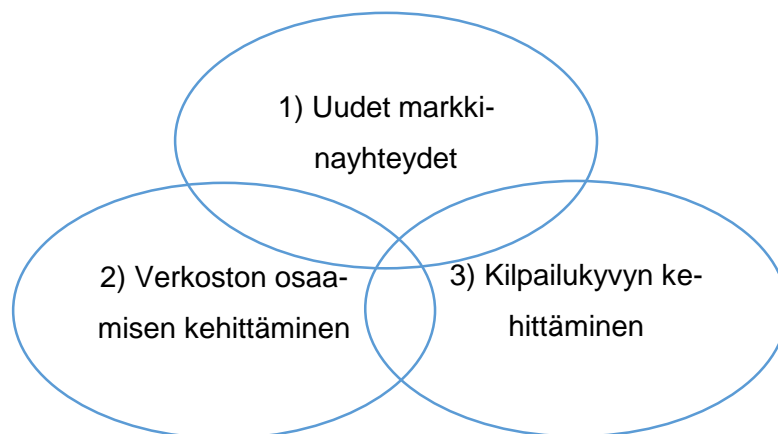 1) Uudet markki-
nayhteydet
2) Verkoston osaa-
misen kehittäminen
3) Kilpailukyvyn ke-
hittäminen